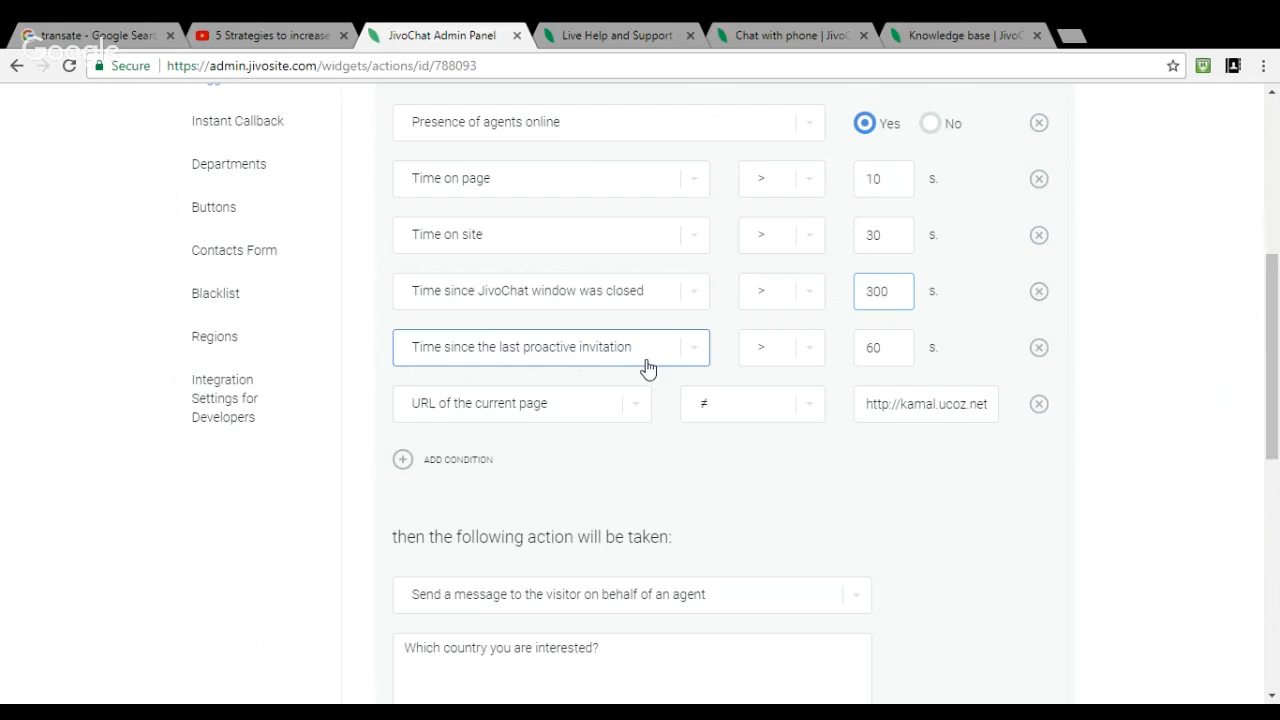 transate - Google Searc
5 Strategies to increase
JivoChat Admin Panel
Live Help and Support
Chat with phone | JivoC
Knowledge base | JivoC
Google
Secure
https://admin.jivosite.com/widgets/actions/id/788093
Instant Callback
Departments
Buttons
Contacts Form
Blacklist
Regions
Integration
Settings for
Developers
Presence of agents online
Yes
No
Time on page
>
10
s.
Time on site
>
30
s.
Time since JivoChat window was closed
>
300
s.
Time since the last proactive invitation
>
60
s.
URL of the current page
≠
http://kamal.ucoz.net
ADD CONDITION
then the following action will be taken:
Send a message to the visitor on behalf of an agent
Which country you are interested?